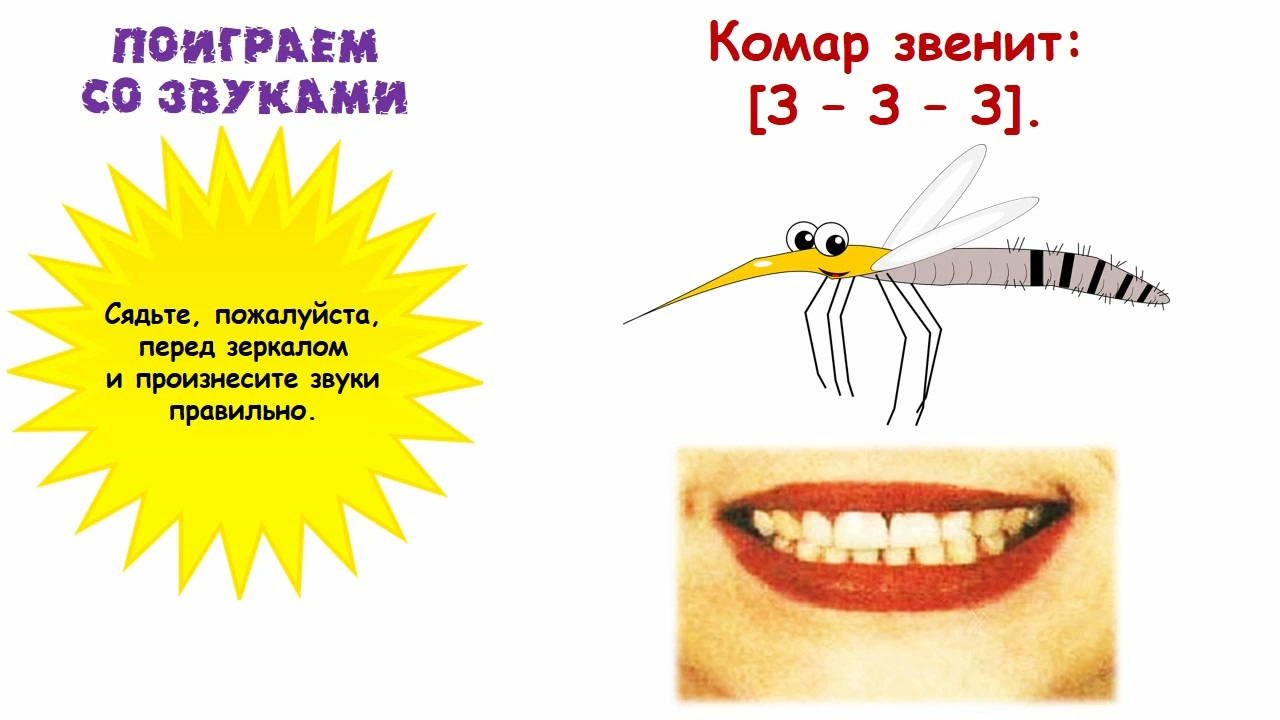 ПОИГРАЕМ
СО ЗВУКАМИ
Сядьте, пожалуйста,
перед зеркалом
и произнесите звуки
правильно.
Комар звенит:
[З – З – З].